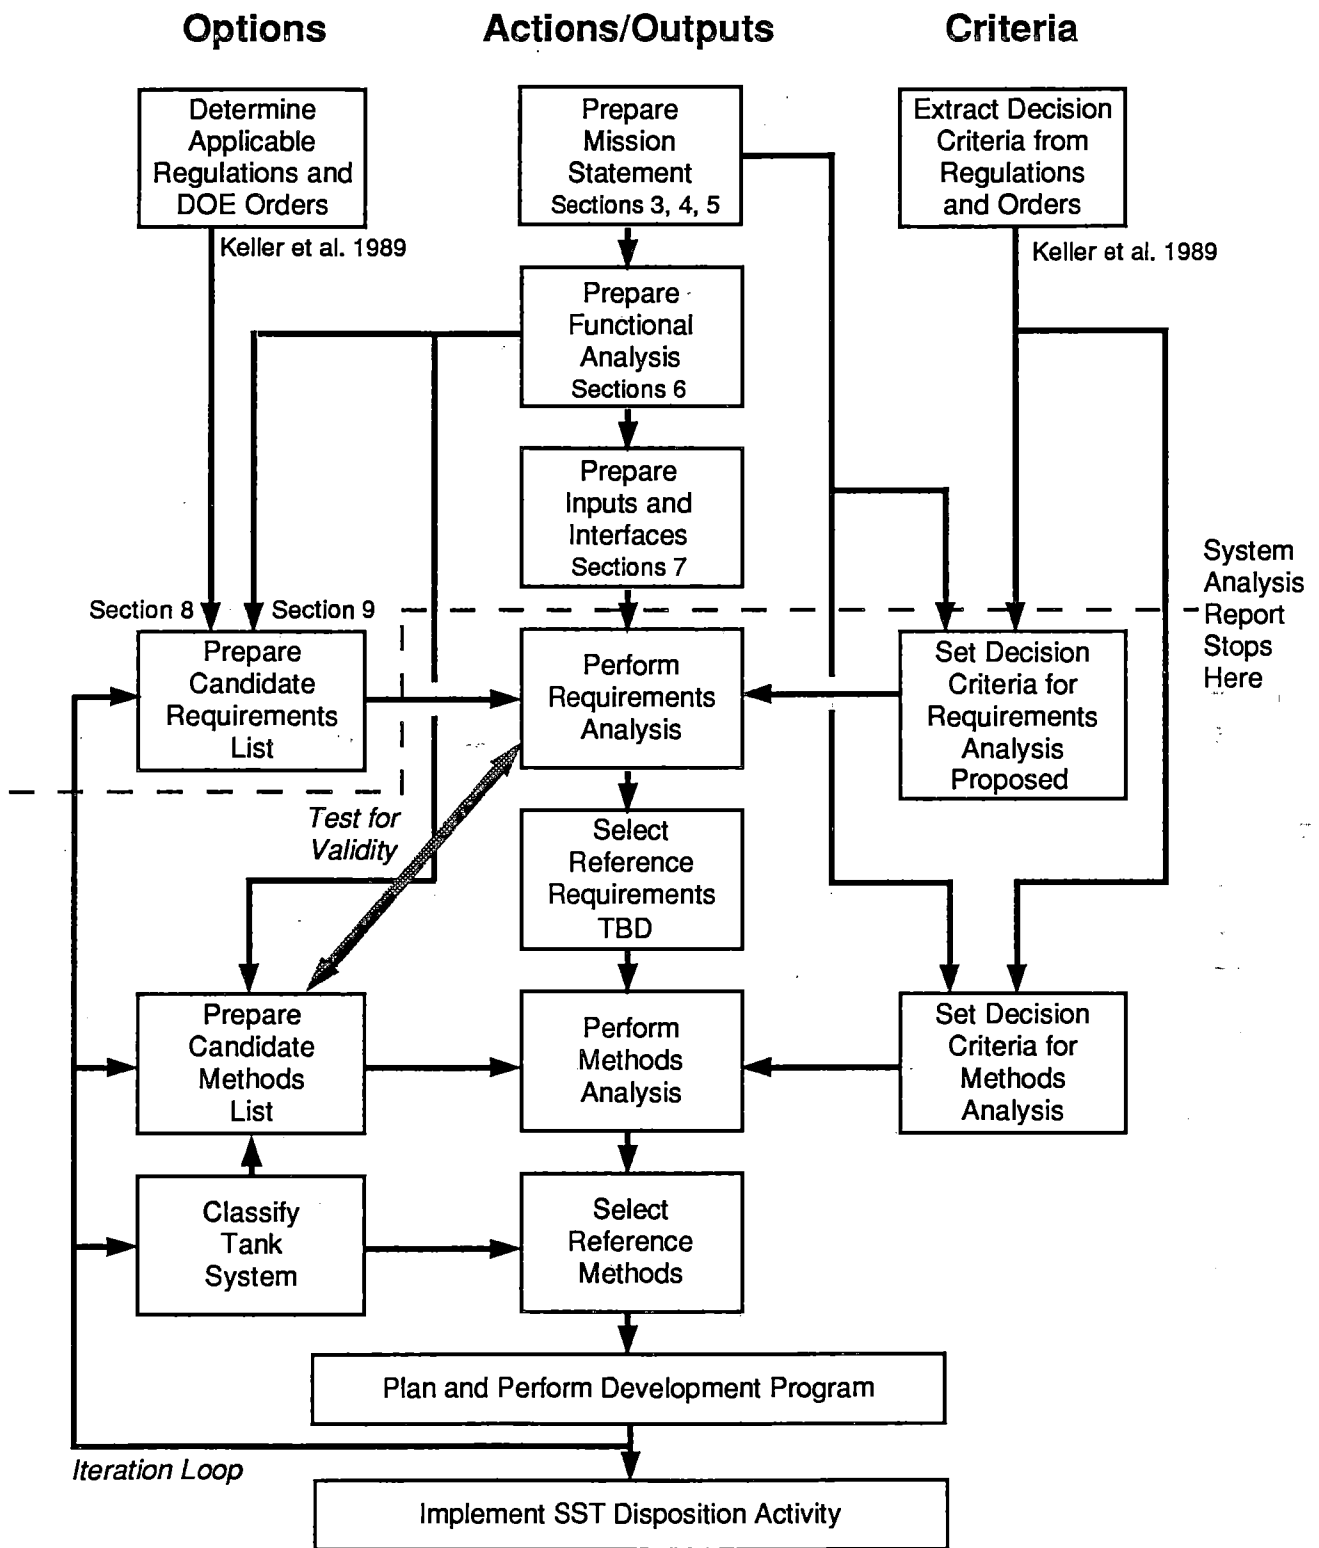 Options
Actions/Outputs
Criteria
Determine
Applicable
Regulations and
DOE Orders
Keller et al. 1989
Prepare
Mission
Statement
Sections 3, 4, 5
Extract Decision
Criteria from
Regulations
and Orders
Keller et al. 1989
Prepare
Functional
Analysis
Sections 6
Prepare
Inputs and
Interfaces
Sections 7
System
Analysis
Report
Stops
Here
Section 8
Section 9
Prepare
Candidate
Requirements
List
Perform
Requirements
Analysis
Set Decision
Criteria for
Requirements
Analysis
Proposed
Test for
Validity
Select
Reference
Requirements
TBD
Prepare
Candidate
Methods
List
Perform
Methods
Analysis
Set Decision
Criteria for
Methods
Analysis
Classify
Tank
System
Select
Reference
Methods
Plan and Perform Development Program
Iteration Loop
Implement SST Disposition Activity